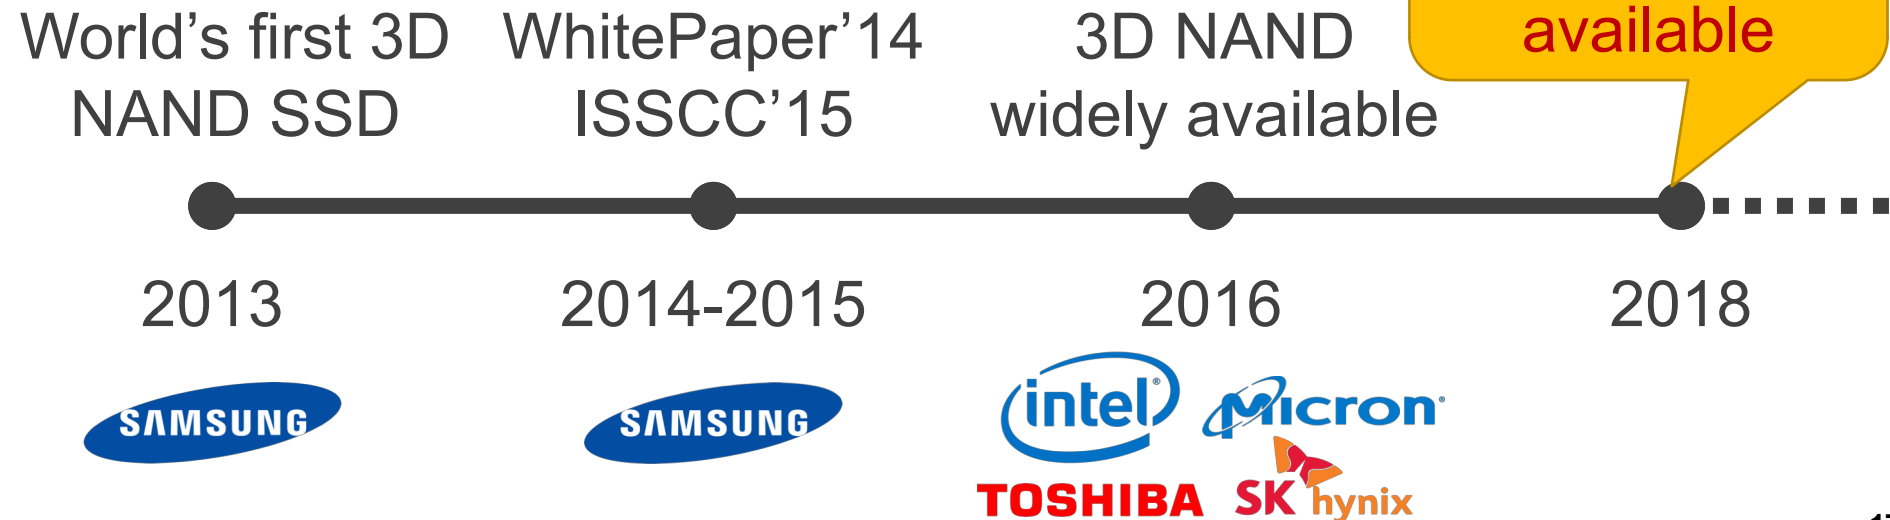 World’s first 3D
NAND SSD
WhitePaper’14
ISSCC’15
3D NAND
widely available
available
2013
2014-2015
2016
2018
SAMSUNG
SAMSUNG
intel®
Micron
TOSHIBA
SK hynix